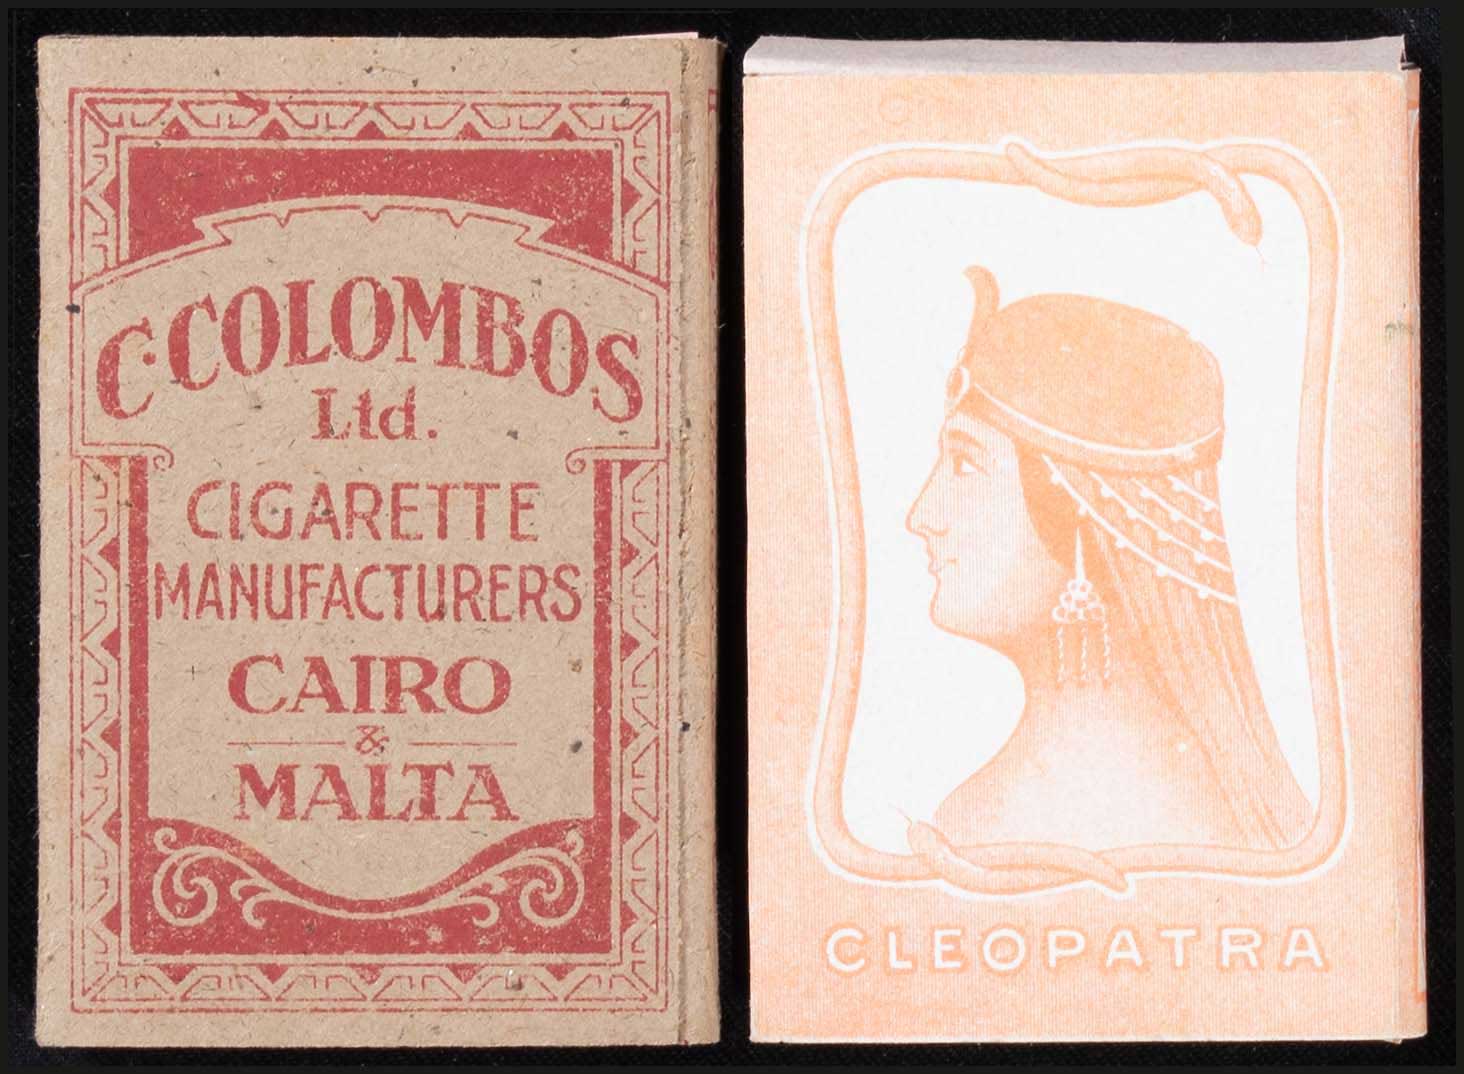 C. COLOMBOS
Ltd.
CIGARETTE
MANUFACTURERS
CAIRO
&
MALTA
CLEOPATRA